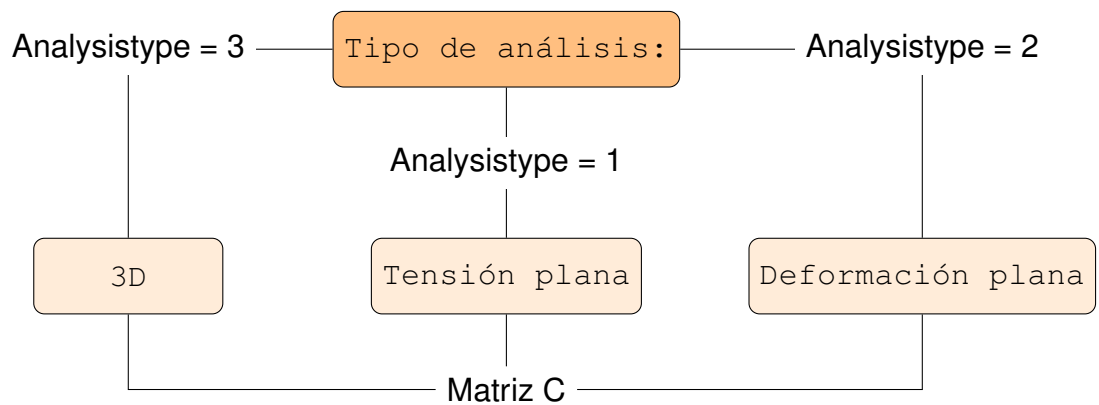 Analysistype = 3
Tipo de análisis:
Analysistype = 2
Analysistype = 1
3D
Tensión plana
Deformación plana
Matriz C